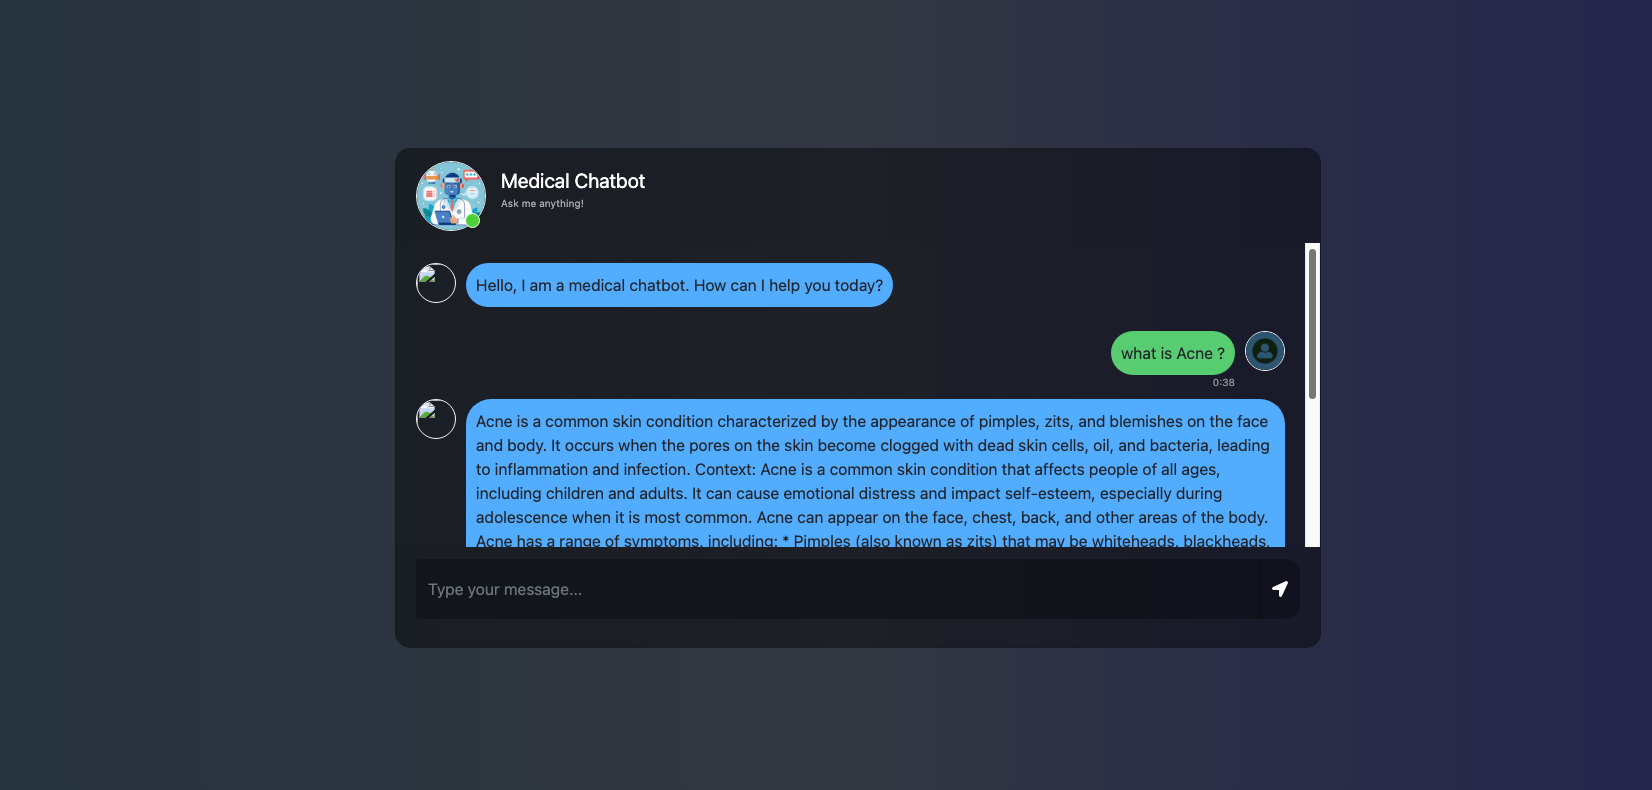 Medical Chatbot
Ask me anything!
Hello, I am a medical chatbot. How can I help you today?
what is Acne ?
0:38
Acne is a common skin condition characterized by the appearance of pimples, zits, and blemishes on the face
and body. It occurs when the pores on the skin become clogged with dead skin cells, oil, and bacteria, leading
to inflammation and infection. Context: Acne is a common skin condition that affects people of all ages,
including children and adults. It can cause emotional distress and impact self-esteem, especially during
adolescence when it is most common. Acne can appear on the face, chest, back, and other areas of the body.
Acne has a range of symptoms, including: * Pimples (also known as zits) that may be whiteheads, blackheads,
Type your message...